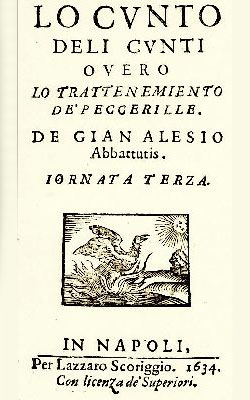 LO CVNTO
DELI CVNTI
OVERO
LO TRATTENEMIENTO
DE' PECCERILLE.
DE GIAN ALESIO
Abbattutis.
IORNATA TERZA.
IN NAPOLI,
Per Lazzaro Scoriggio. 1634.
Con licenza de' Superiori.